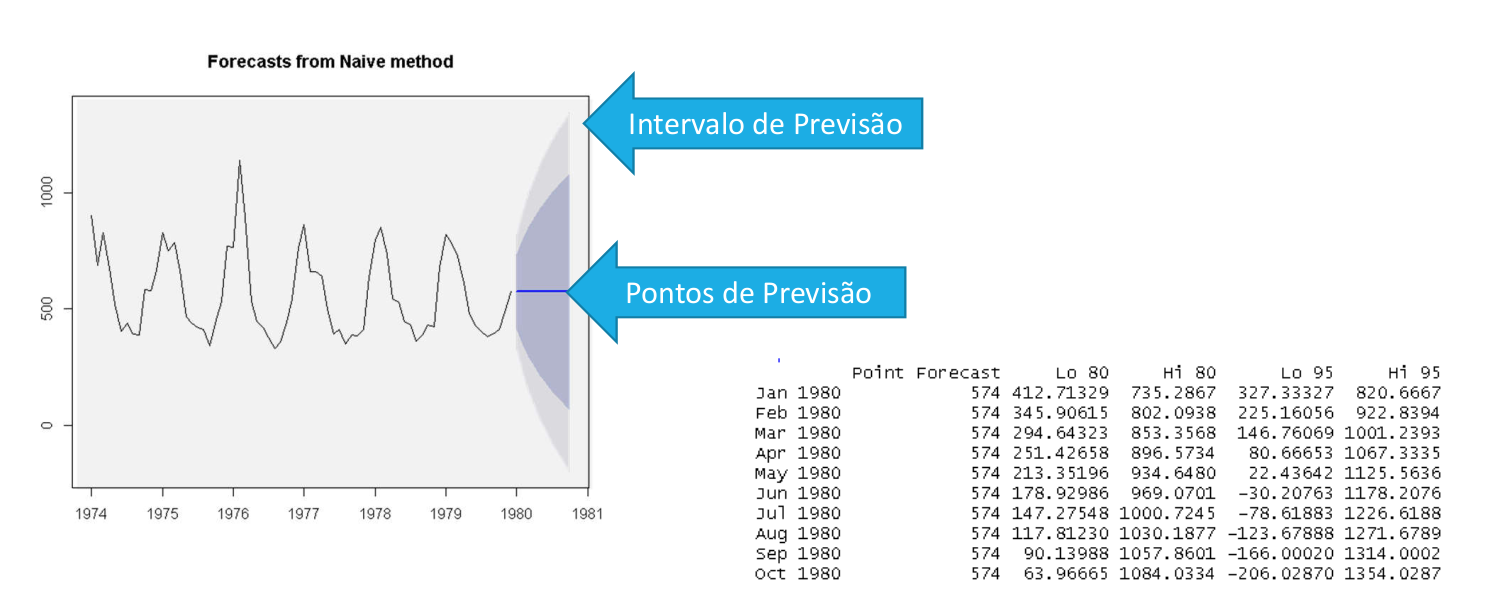 Forecasts from Naive method
Intervalo de Previsão
Pontos de Previsão
1000
500
0
1974 1975 1976 1977 1978 1979 1980 1981
Point Forecast Lo 80 Hi 80 Lo 95 Hi 95
Jan 1980 574 412.71329 735.2867 327.33327 820.6667
Feb 1980 574 345.90615 802.0938 225.16056 922.8394
Mar 1980 574 294.64323 853.3568 146.76069 1001.2393
Apr 1980 574 251.42658 896.5734 80.66653 1067.3335
May 1980 574 213.35196 934.6480 22.43642 1125.5636
Jun 1980 574 178.92986 969.0701 -30.20763 1178.2076
Jul 1980 574 147.27548 1000.7245 -78.61883 1226.6188
Aug 1980 574 117.81230 1030.1877 -123.67888 1271.6789
Sep 1980 574 90.13988 1057.8601 -166.00020 1314.0002
Oct 1980 574 63.96665 1084.0334 -206.02870 1354.0287